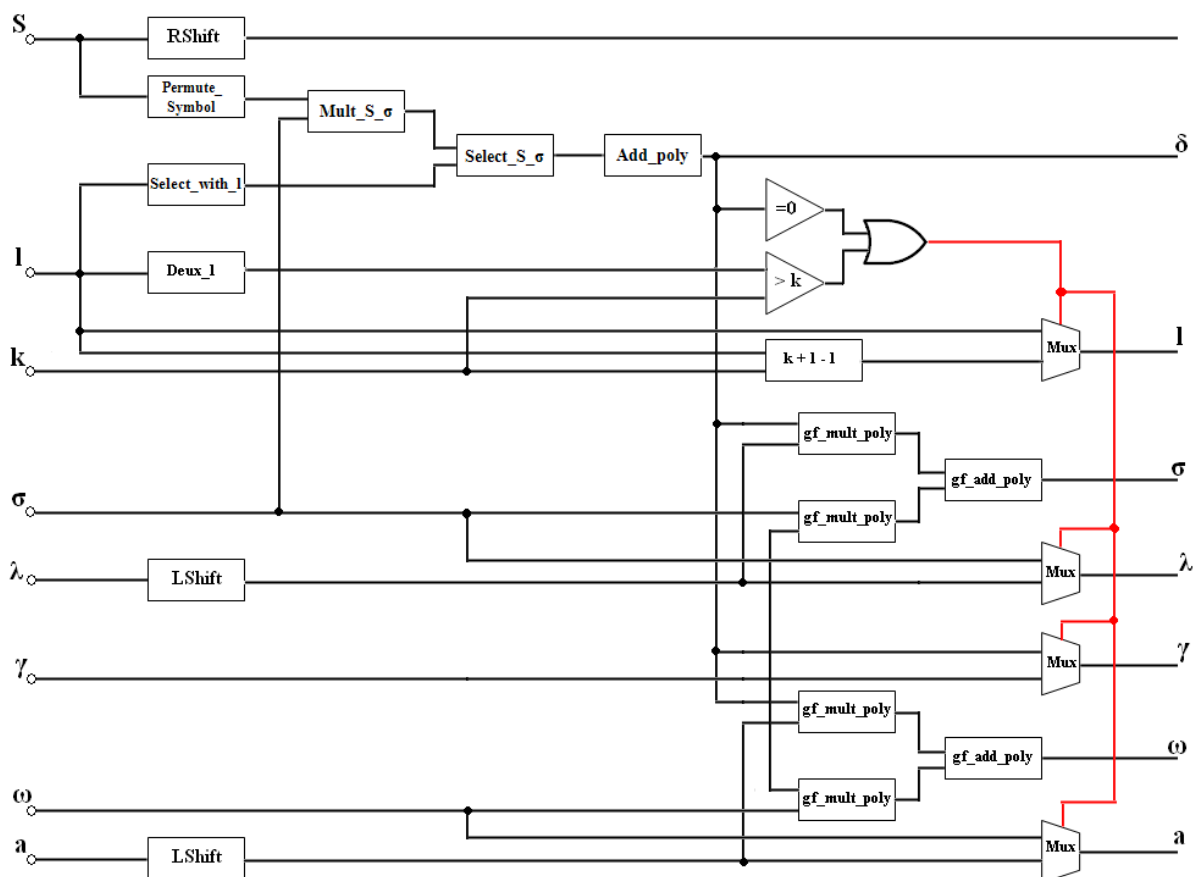 S
RShift
Permute_
Symbol
Mult_S_σ
δ
Select_S_σ
Add_poly
Select_with_l
=0
l
Deux_l
> k
Mux
l
k
k + 1 - l
gf_mult_poly
σ
gf_add_poly
σ
gf_mult_poly
λ
LShift
Mux
λ
γ
Mux
γ
gf_mult_poly
ω
gf_add_poly
ω
gf_mult_poly
a
LShift
Mux
a